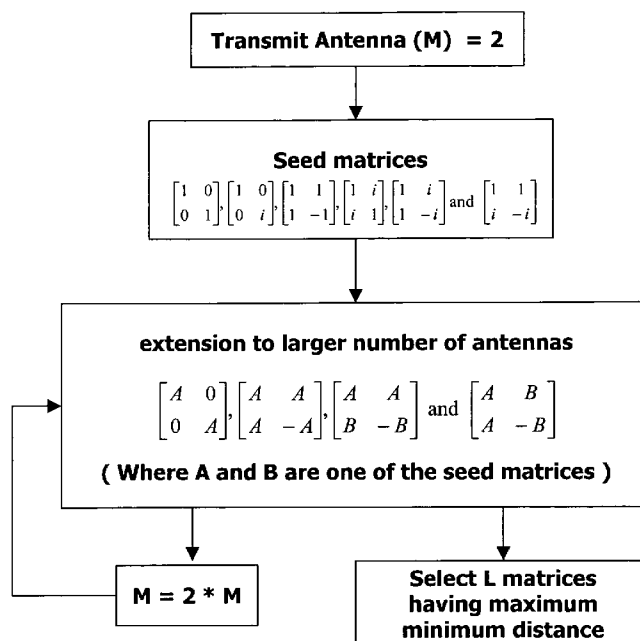 Transmit Antenna (M) = 2
Seed matrices
[1 0; 0 1], [1 0; 0 i], [1 1; 1 -1], [1 i; i 1], [1 i; 1 -i] and [1 1; i -i]
extension to larger number of antennas
[A 0; 0 A], [A A; A -A], [A A; B -B] and [A B; A -B]
( Where A and B are one of the seed matrices )
M = 2 * M
Select L matrices
having maximum
minimum distance